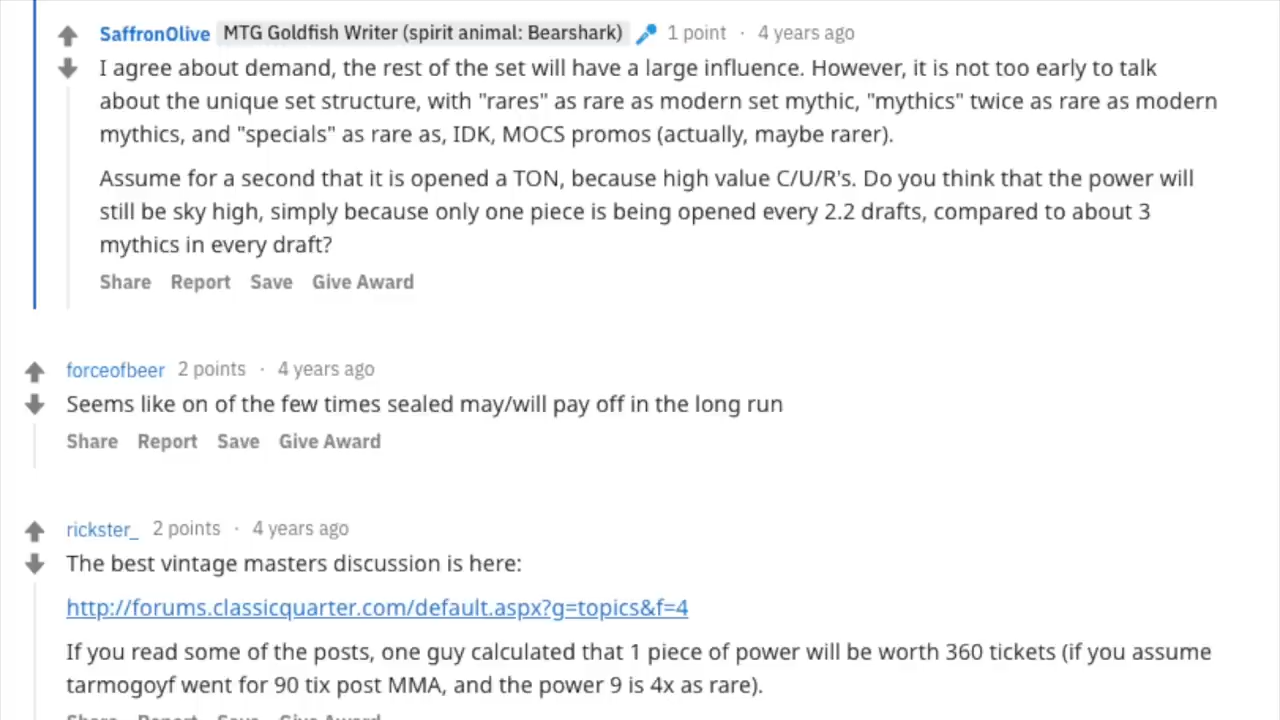 SaffronOlive MTG Goldfish Writer (spirit animal: Bearshark) 1 point · 4 years ago
I agree about demand, the rest of the set will have a large influence. However, it is not too early to talk
about the unique set structure, with "rares" as rare as modern set mythic, "mythics" twice as rare as modern
mythics, and "specials" as rare as, IDK, MOCS promos (actually, maybe rarer).
Assume for a second that it is opened a TON, because high value C/U/R's. Do you think that the power will
still be sky high, simply because only one piece is being opened every 2.2 drafts, compared to about 3
mythics in every draft?
Share Report Save Give Award
forceofbeer 2 points · 4 years ago
Seems like on of the few times sealed may/will pay off in the long run
Share Report Save Give Award
rickster_ 2 points · 4 years ago
The best vintage masters discussion is here:
http://forums.classicquarter.com/default.aspx?g=topics&f=4
If you read some of the posts, one guy calculated that 1 piece of power will be worth 360 tickets (if you assume
tarmogoyf went for 90 tix post MMA, and the power 9 is 4x as rare).
Share Report Save Give Award